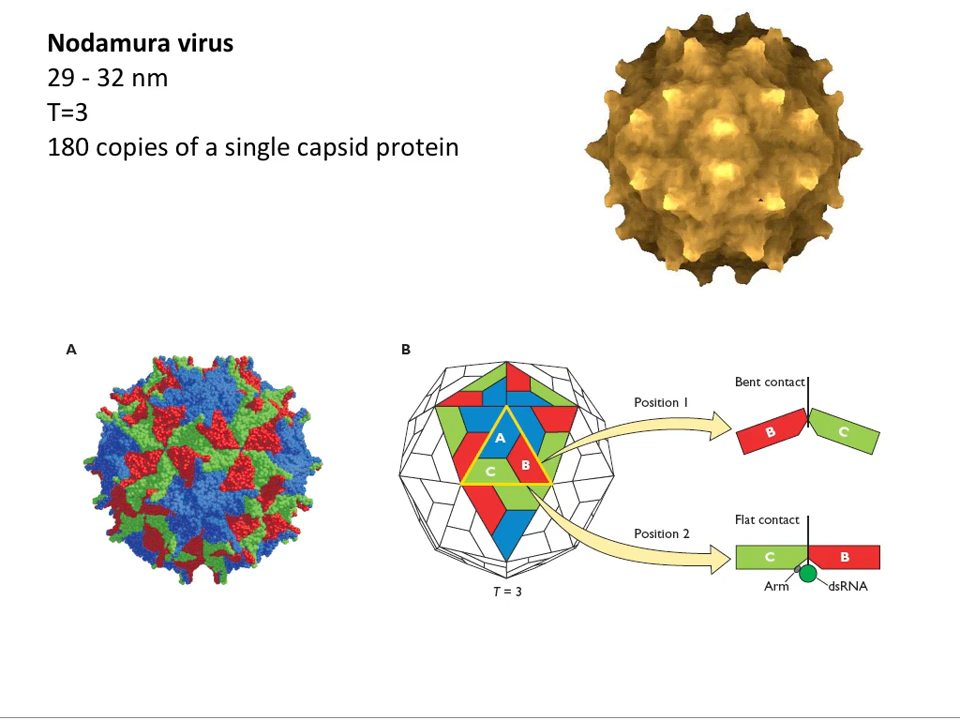 Nodamura virus
29 - 32 nm
T=3
180 copies of a single capsid protein
A
B
A
B
C
T = 3
Position 1
Bent contact
B
C
Position 2
Flat contact
C
B
Arm
dsRNA